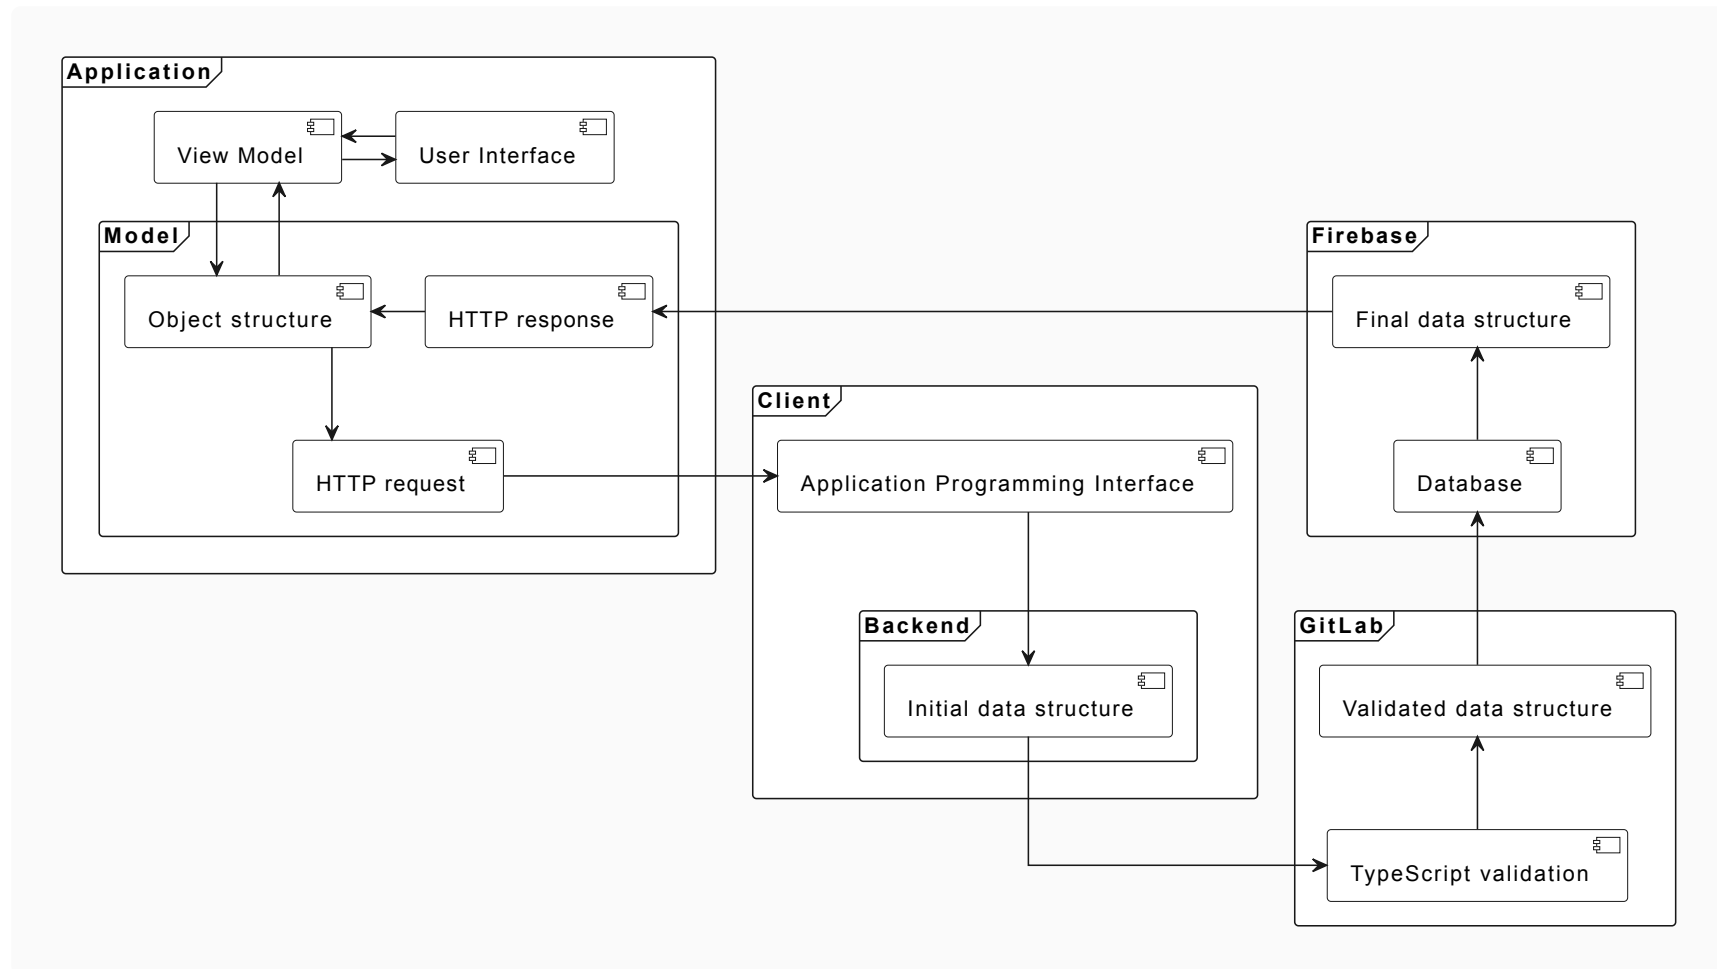 Application
View Model
User Interface
Model
Object structure
HTTP response
HTTP request
Client
Application Programming Interface
Backend
Initial data structure
Firebase
Final data structure
Database
GitLab
Validated data structure
TypeScript validation